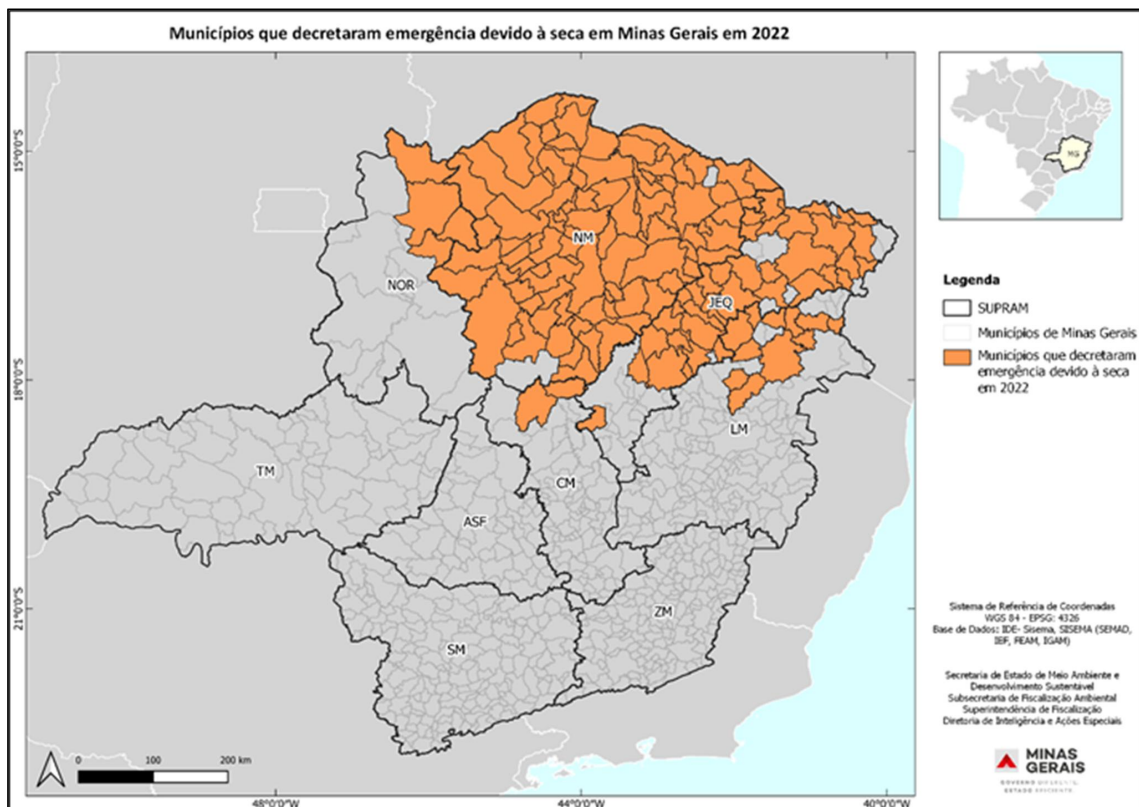 Municípios que decretaram emergência devido à seca em Minas Gerais em 2022
15°0'0"S
18°0'0"S
21°0'0"S
NM
NOR
JEQ
LM
TM
CM
ASF
ZM
SM
MG
Legenda
SUPRAM
Municípios de Minas Gerais
Municípios que decretaram
emergência devido à seca
em 2022
Sistema de Referência de Coordenadas
WGS 84 - EPSG: 4326
Base de Dados: IDE- Sisema, SISEMA (SEMAD,
IEF, FEAM, IGAM)
Secretaria de Estado de Meio Ambiente e
Desenvolvimento Sustentável
Subsecretaria de Fiscalização Ambiental
Superintendência de Fiscalização
Diretoria de Inteligência e Ações Especiais
MINAS
GERAIS
GOVERNO DIFERENTE.
ESTADO EFICIENTE.
0 100 200 km
48°0'0"W
44°0'0"W
40°0'0"W